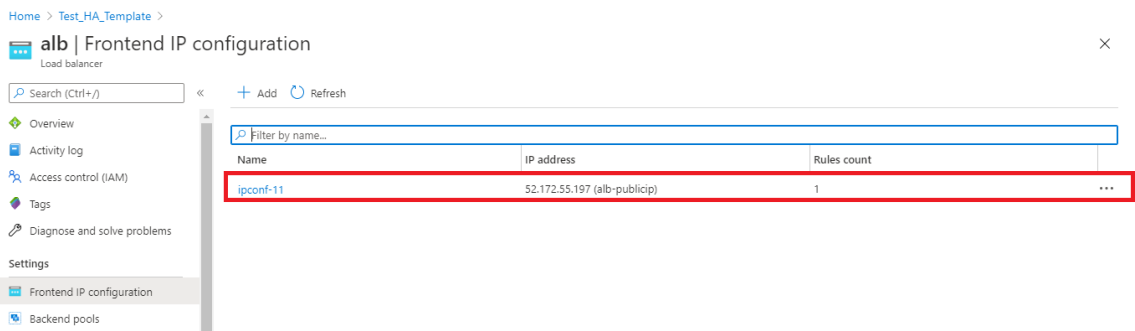 Home > Test_HA_Template >
alb | Frontend IP configuration
Load balancer
Search (Ctrl+/)
«
+ Add Refresh
Overview
Activity log
Access control (IAM)
Tags
Diagnose and solve problems
Settings
Frontend IP configuration
Backend pools
Filter by name...
Name IP address Rules count
ipconf-11 52.172.55.197 (alb-publicip) 1 ...